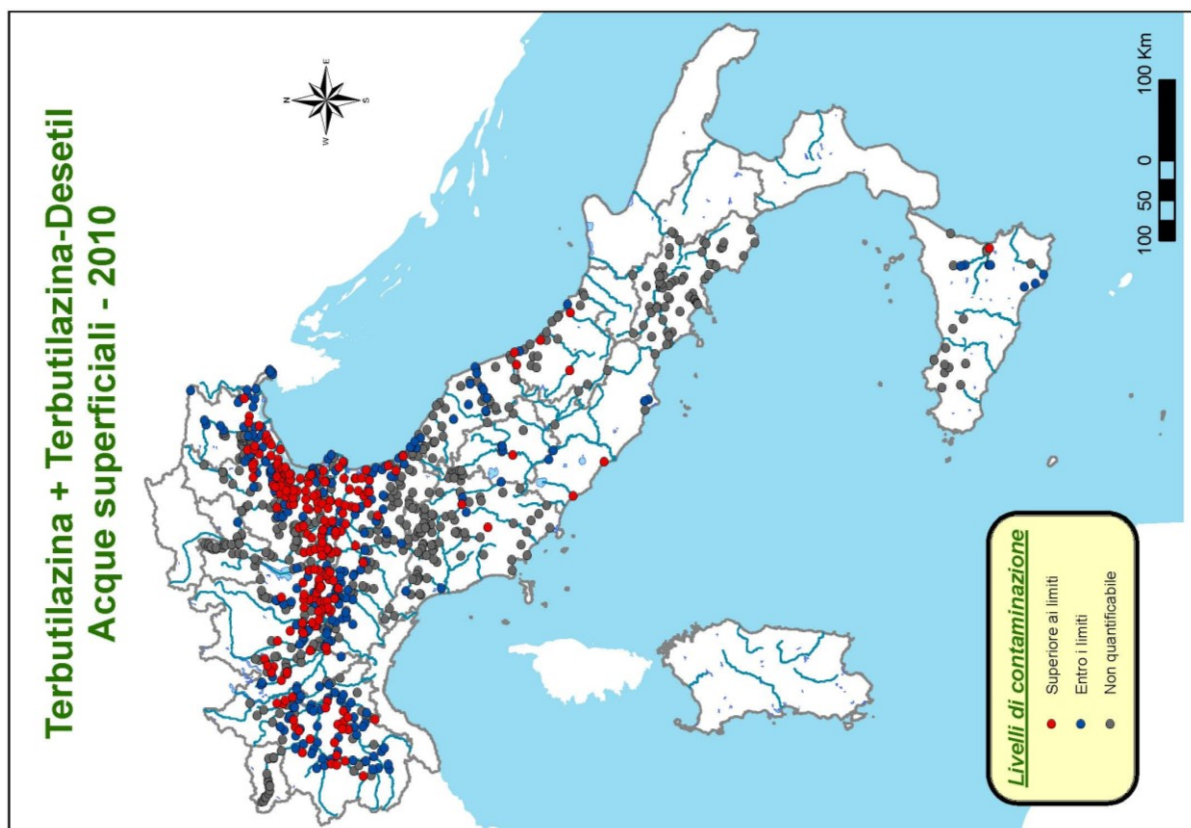 Terbutilazina + Terbutilazina-Desetil
Acque superficiali - 2010
N
W
E
S
Livelli di contaminazione
Superiore ai limiti
Entro i limiti
Non quantificabile
100 50 0 100 Km